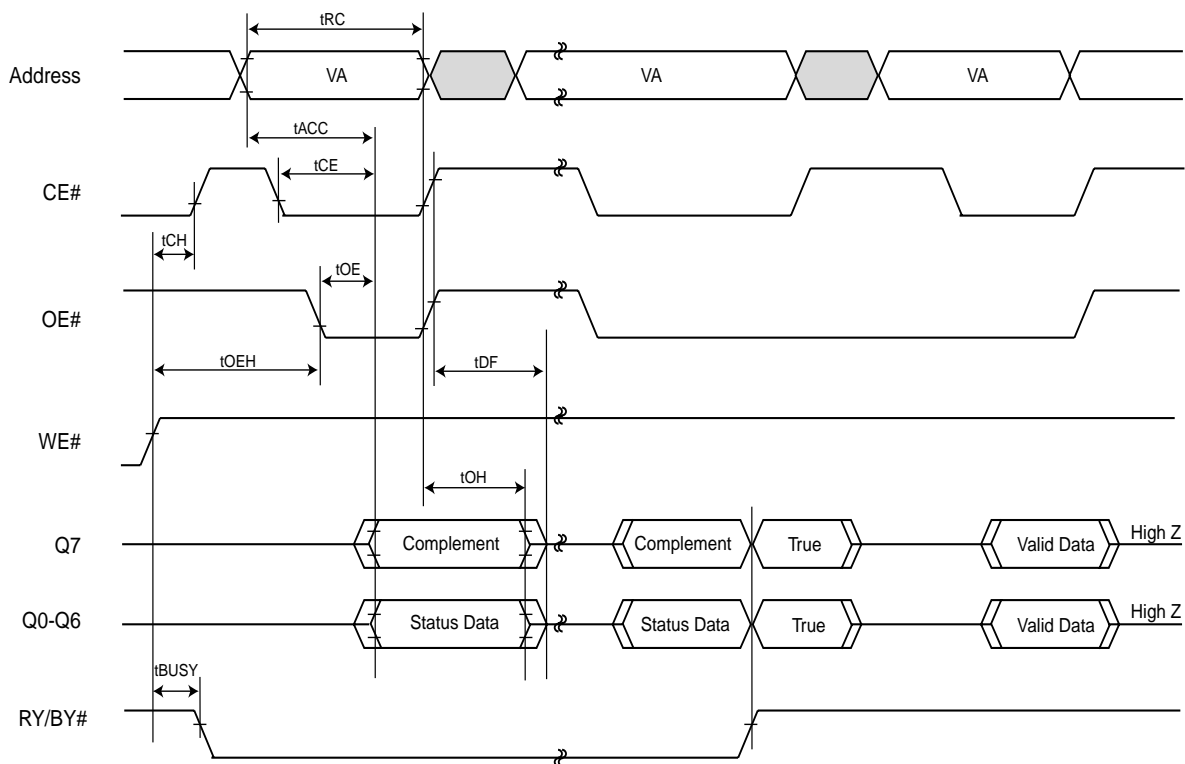 tRC
Address VA VA VA
tACC
tCE
CE#
tCH
tOE
OE#
tDF
tOEH
WE#
tOH
Q7 Complement Complement True Valid Data High Z
Q0-Q6 Status Data Status Data True Valid Data High Z
tBUSY
RY/BY#